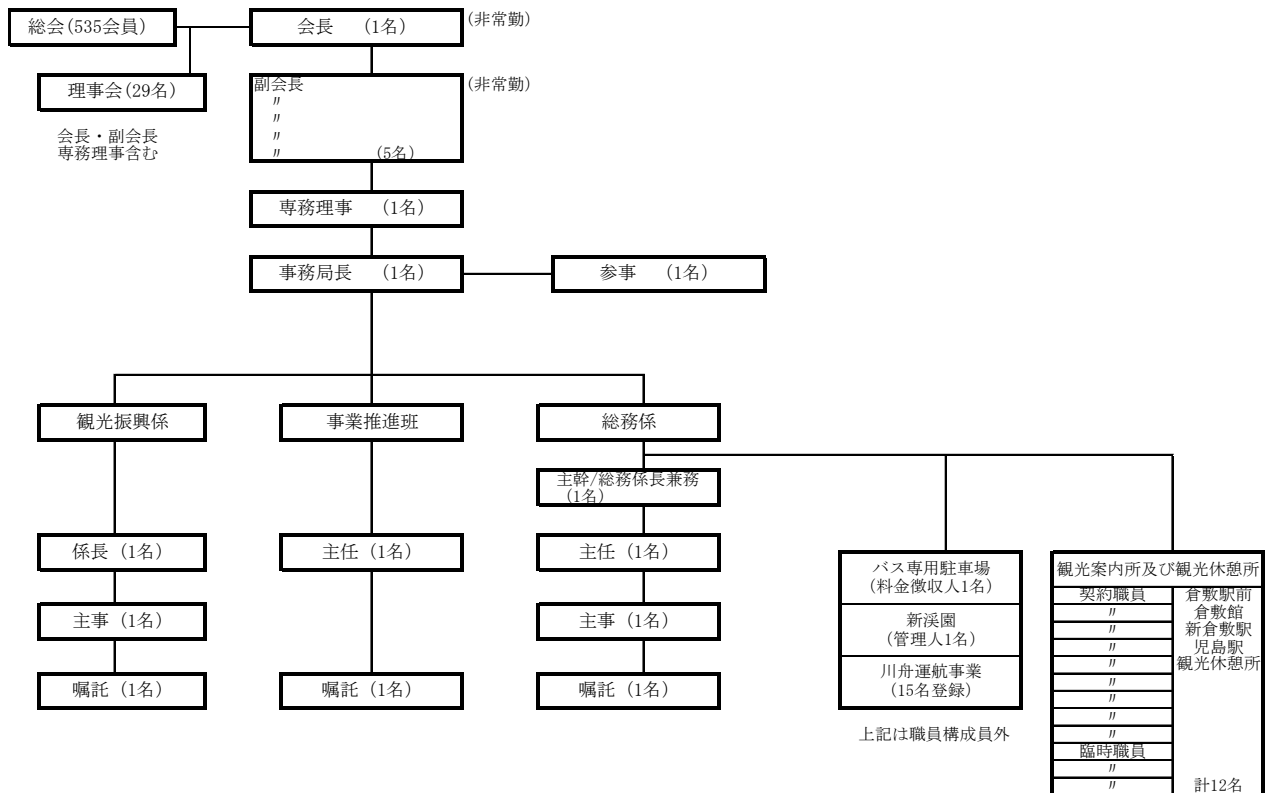 総会(535会員)
会長 (1名)
(非常勤)
理事会(29名)
会長・副会長
専務理事含む
副会長
〃
〃
〃
〃 (5名)
(非常勤)
専務理事 (1名)
事務局長 (1名)
参事 (1名)
観光振興係
事業推進班
総務係
主幹/総務係長兼務
(1名)
係長 (1名)
主任 (1名)
主任 (1名)
主事 (1名)
主事 (1名)
嘱託 (1名)
嘱託 (1名)
嘱託 (1名)
バス専用駐車場
(料金徴収人1名)
新渓園
(管理人1名)
川舟運航事業
(15名登録)
上記は職員構成員外
観光案内所及び観光休憩所
契約職員 倉敷駅前
〃 倉敷館
〃 新倉敷駅
〃 児島駅
〃 観光休憩所
〃
〃
〃
〃
臨時職員
〃
〃 計12名